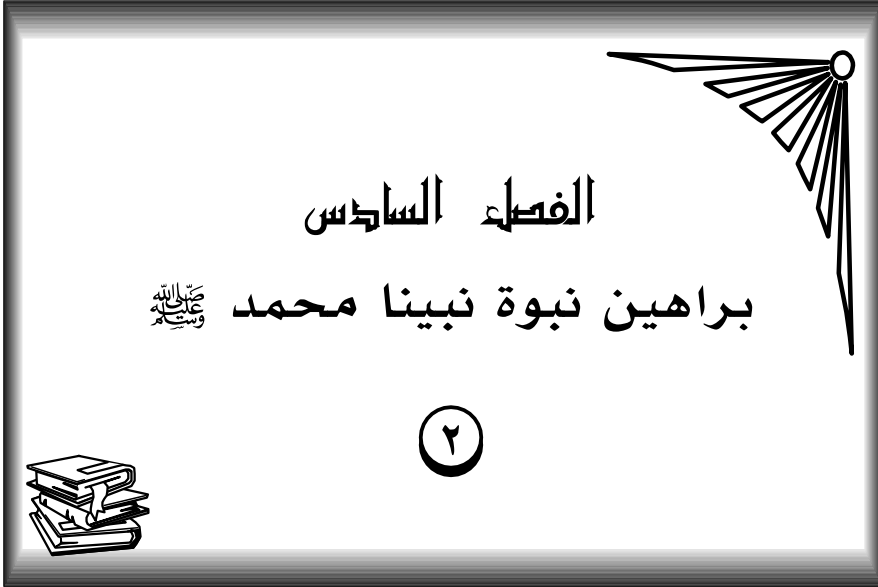 الفصل السادس
براهين نبوة نبينا محمد ﷺ
٢